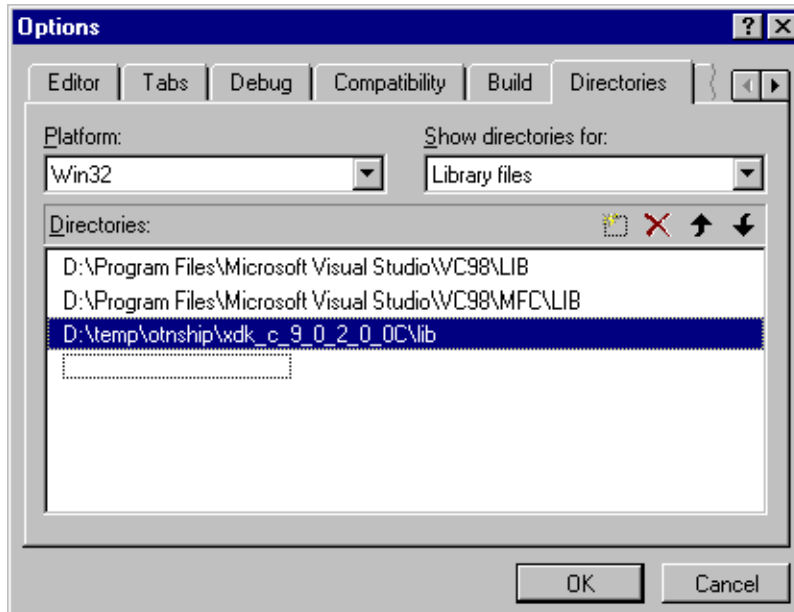 Options
Editor Tabs Debug Compatibility Build Directories
Platform: Show directories for:
Win32 Library files
Directories:
D:\Program Files\Microsoft Visual Studio\VC98\LIB
D:\Program Files\Microsoft Visual Studio\VC98\MFC\LIB
D:\temp\otnship\xdk_c_9_0_2_0_0C\lib
OK Cancel